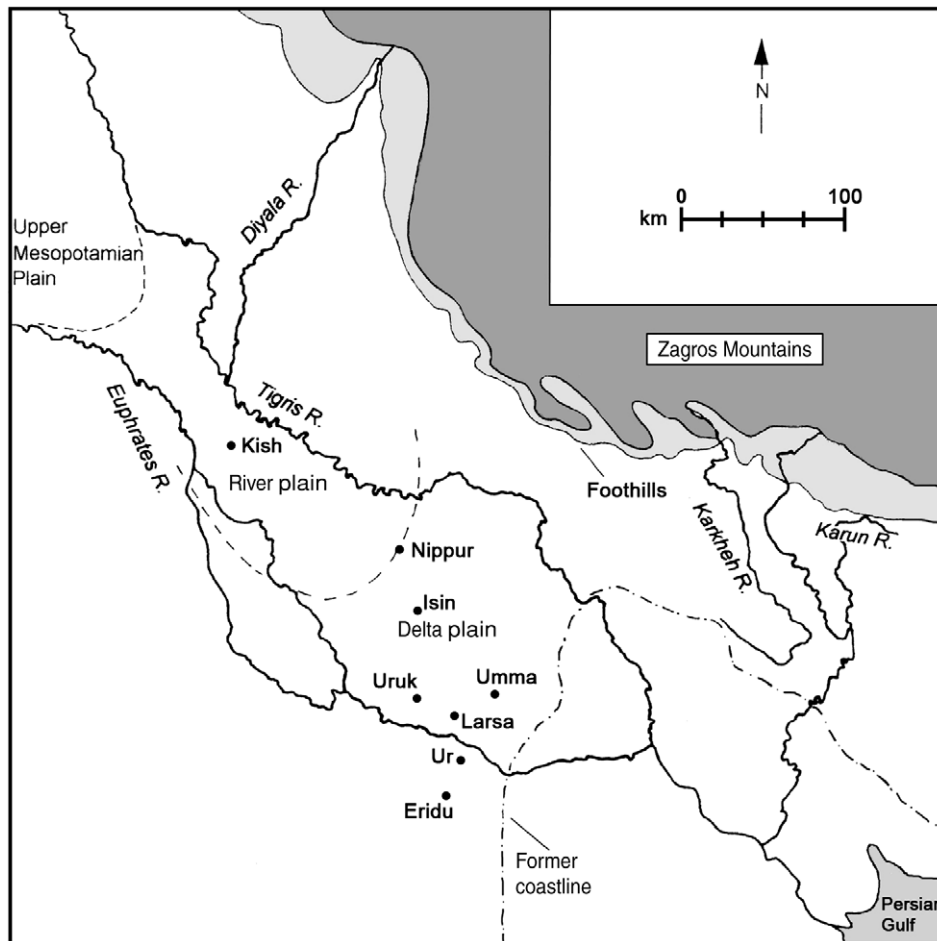 N
0 100
km
Diyala R.
Upper
Mesopotamian
Plain
Zagros Mountains
Euphrates R.
Tigris R.
Kish
River plain
Foothills
Karkheh R.
Karun R.
Nippur
Isin
Delta plain
Uruk
Umma
Larsa
Ur
Eridu
Former
coastline
Persian
Gulf